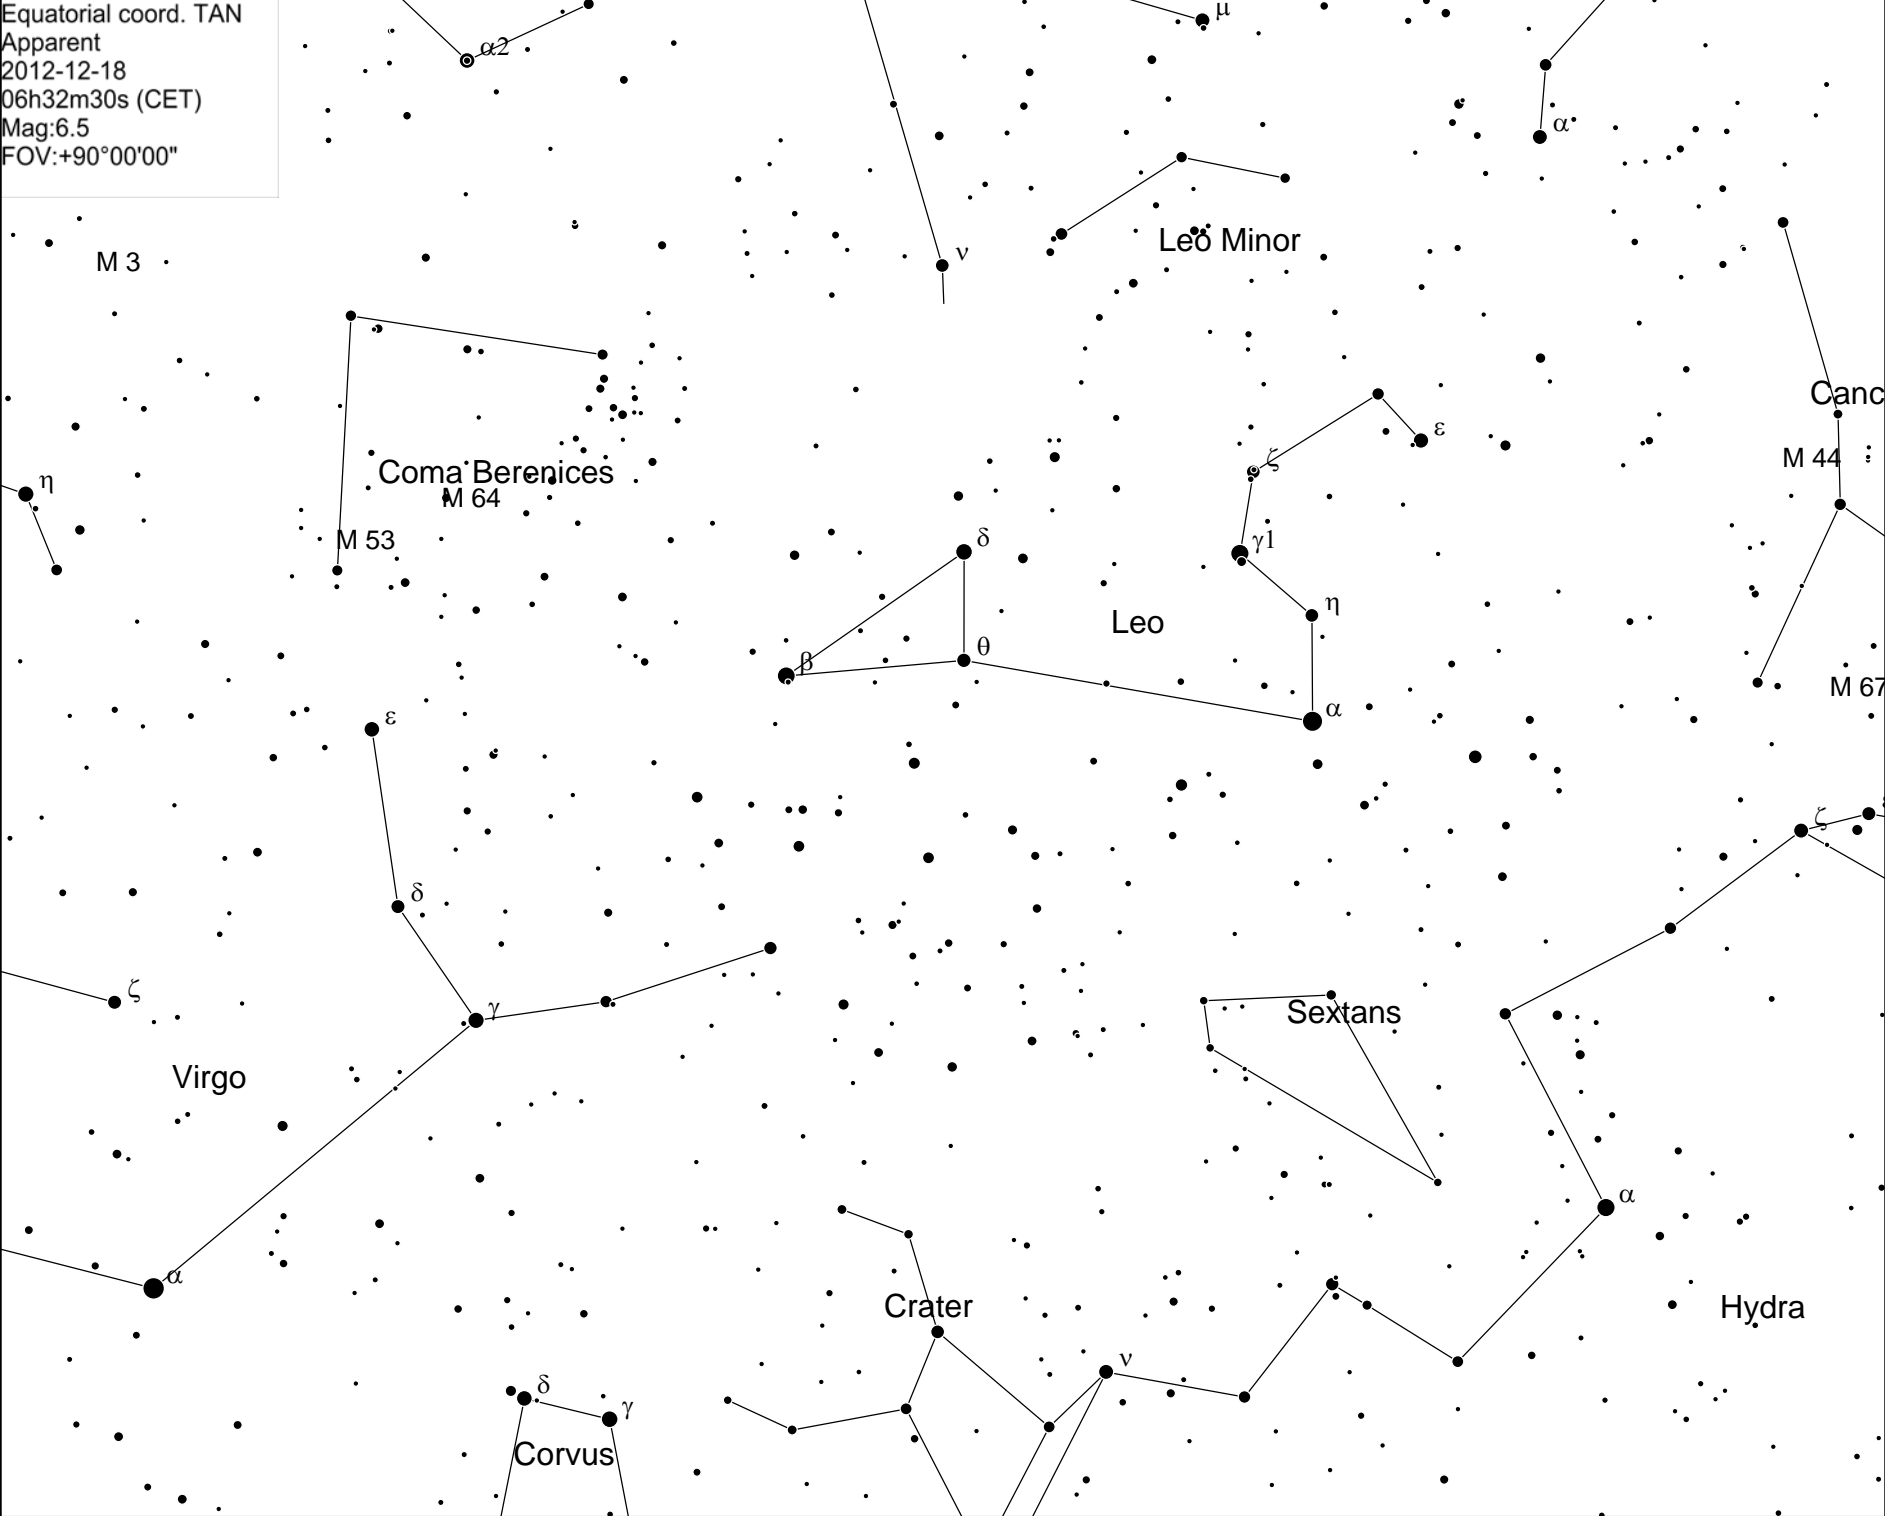 Equatorial coord. TAN
Apparent
2012-12-18
06h32m30s (CET)
Mag:6.5
FOV:+90°00'00"
α2
μ
α
ν
Leo Minor
M 3
Canc
ε
ζ
M 44
Coma Berenices
M 64
η
M 53
δ
γ1
η
Leo
θ
β
M 67
α
ε
ζ
δ
ζ
γ
Sextans
Virgo
α
α
Crater
Hydra
ν
δ
γ
Corvus